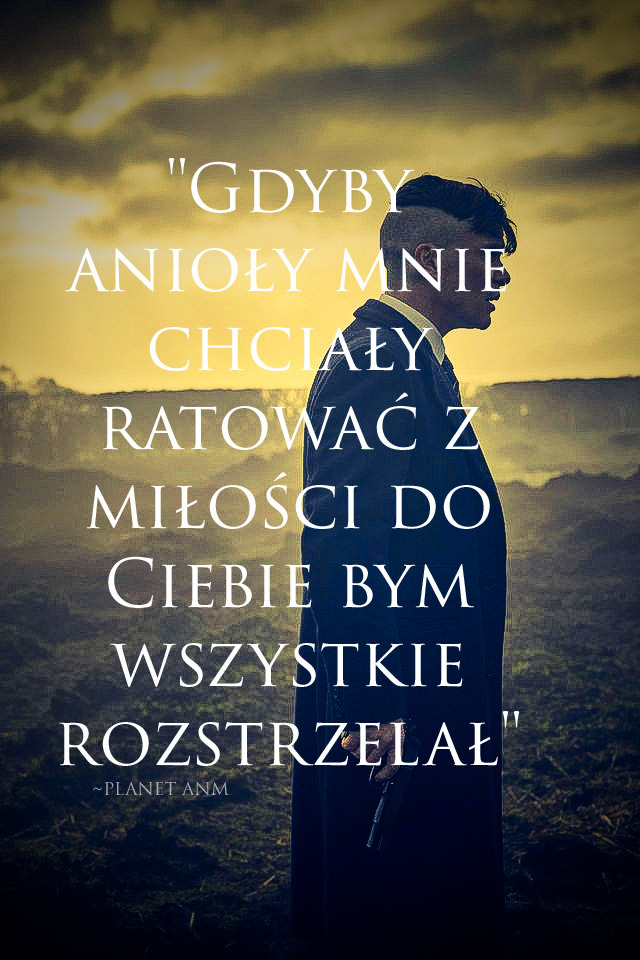 "Gdyby
anioły mnie
chciały
ratować z
miłości do
Ciebie bym
wszystkie
rozstrzelał"
~PLANET ANM